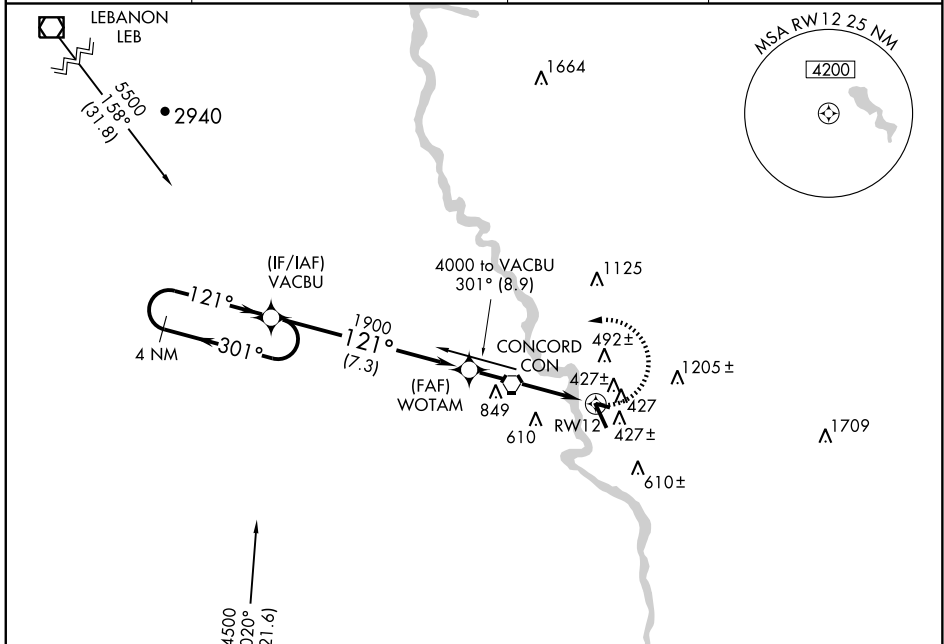 LEBANON
LEB
5500
158°
(31.8)
2940
1664
MSA RW 12 25 NM
4200
(IF/IAF)
VACBU
4000 to VACBU
301° (8.9)
1125
121°
1900
121°
(7.3)
301°
4 NM
CONCORD
CON
492±
1205±
427±
(FAF)
WOTAM
849
427
610
RW12
427±
1709
610±
4500
020°
21.6)